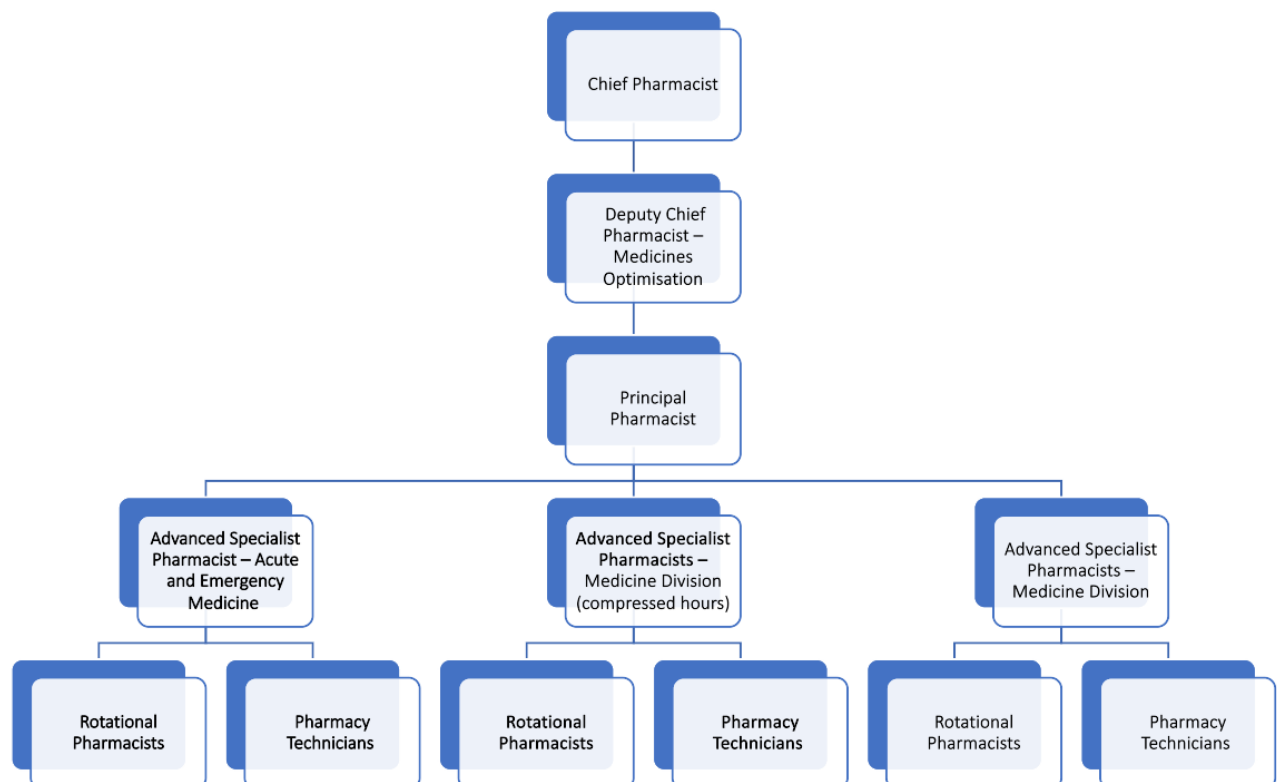 Chief Pharmacist
Deputy Chief
Pharmacist –
Medicines
Optimisation
Principal
Pharmacist
Advanced Specialist
Pharmacist – Acute
and Emergency
Medicine
Advanced Specialist
Pharmacists –
Medicine Division
(compressed hours)
Advanced Specialist
Pharmacists –
Medicine Division
Rotational
Pharmacists
Pharmacy
Technicians
Rotational
Pharmacists
Pharmacy
Technicians
Rotational
Pharmacists
Pharmacy
Technicians